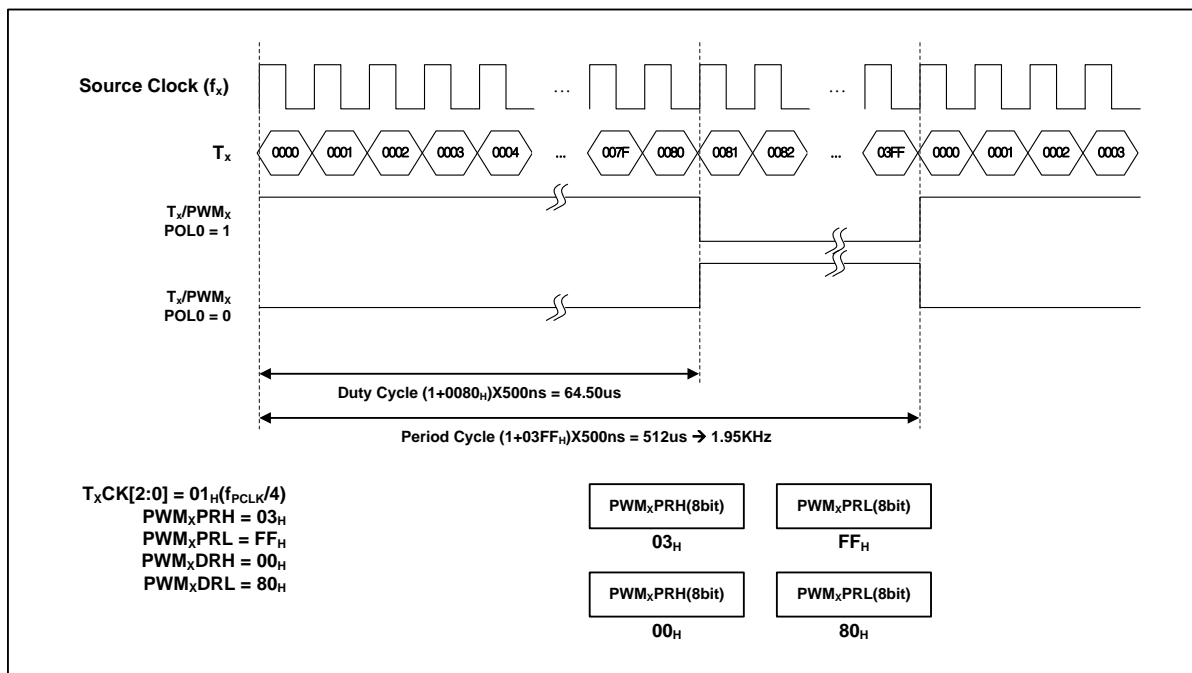 Source Clock (fx)
... ...
Tx 0000 0001 0002 0003 0004 ... 007F 0080 0081 0082 ... 03FF 0000 0001 0002 0003
Tx/PWMX
POL0 = 1
Tx/PWMX
POL0 = 0
Duty Cycle (1+0080H)X500ns = 64.50us
Period Cycle (1+03FFH)X500ns = 512us → 1.95KHz
TXCK[2:0] = 01H(fPCLK/4)
PWMXPRH = 03H
PWMXPRL = FFH
PWMXDRH = 00H
PWMXDRL = 80H
PWMXPRH(8bit) PWMXPRL(8bit)
03H FFH
PWMXPRH(8bit) PWMXPRL(8bit)
00H 80H